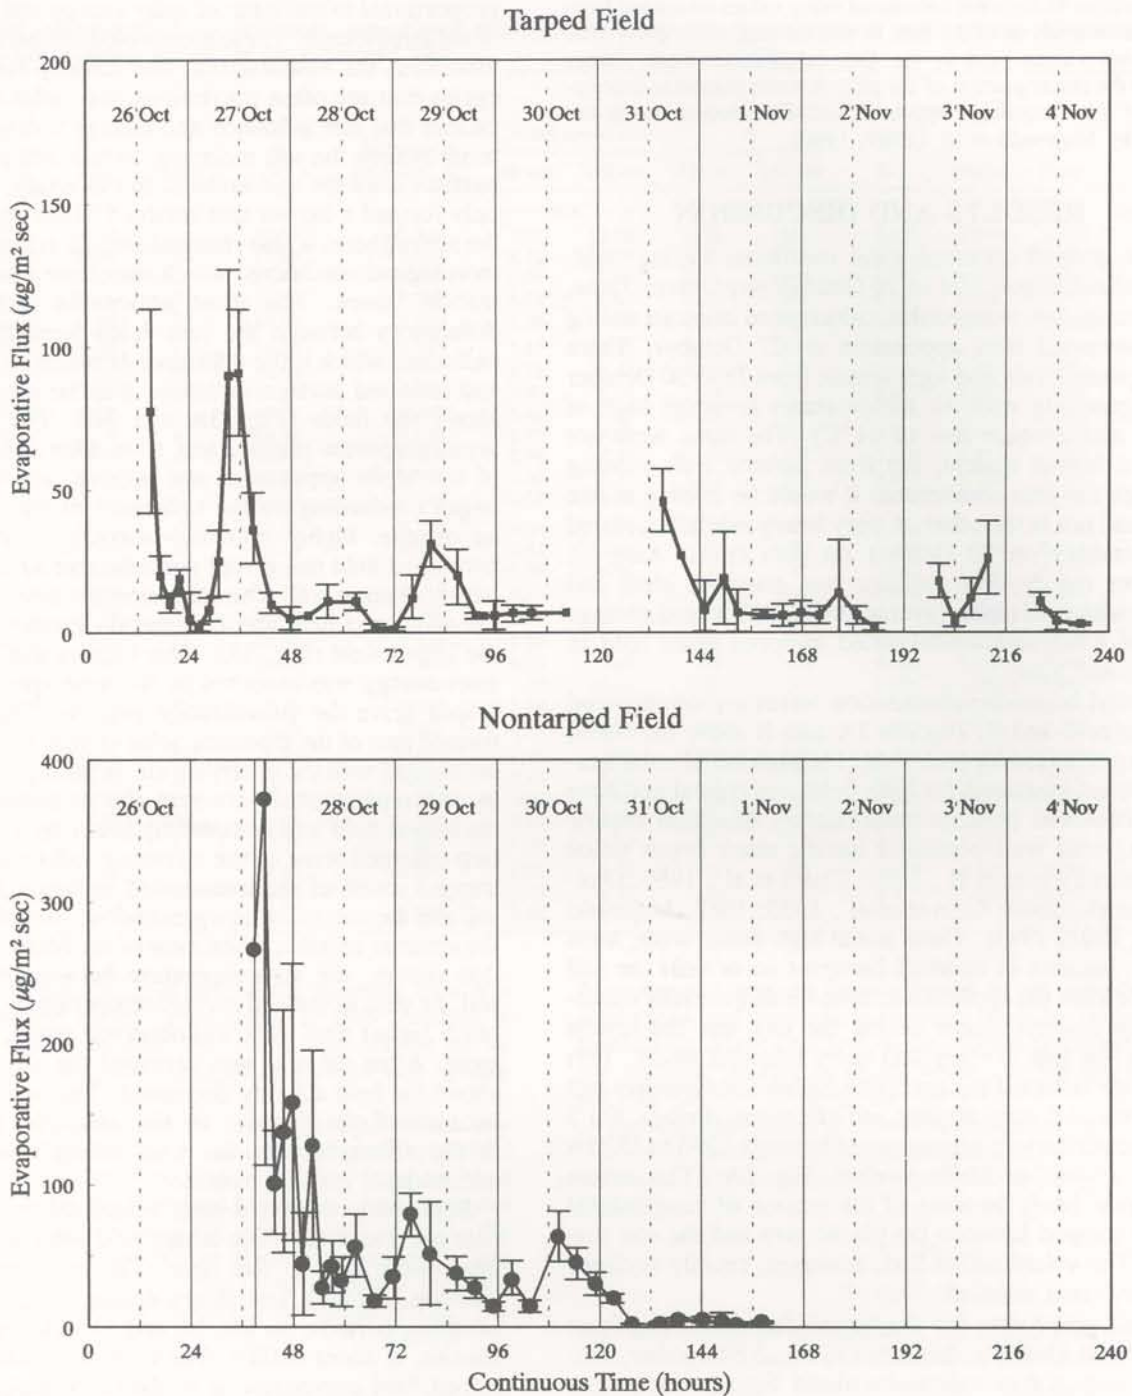 Tarped Field
200
150
100
50
0
Evaporative Flux (µg/m² sec)
26 Oct 27 Oct 28 Oct 29 Oct 30 Oct 31 Oct 1 Nov 2 Nov 3 Nov 4 Nov
0 24 48 72 96 120 144 168 192 216 240
Nontarped Field
400
300
200
100
0
Evaporative Flux (µg/m² sec)
26 Oct 28 Oct 29 Oct 30 Oct 31 Oct 1 Nov 2 Nov 3 Nov 4 Nov
0 24 48 72 96 120 144 168 192 216 240
Continuous Time (hours)